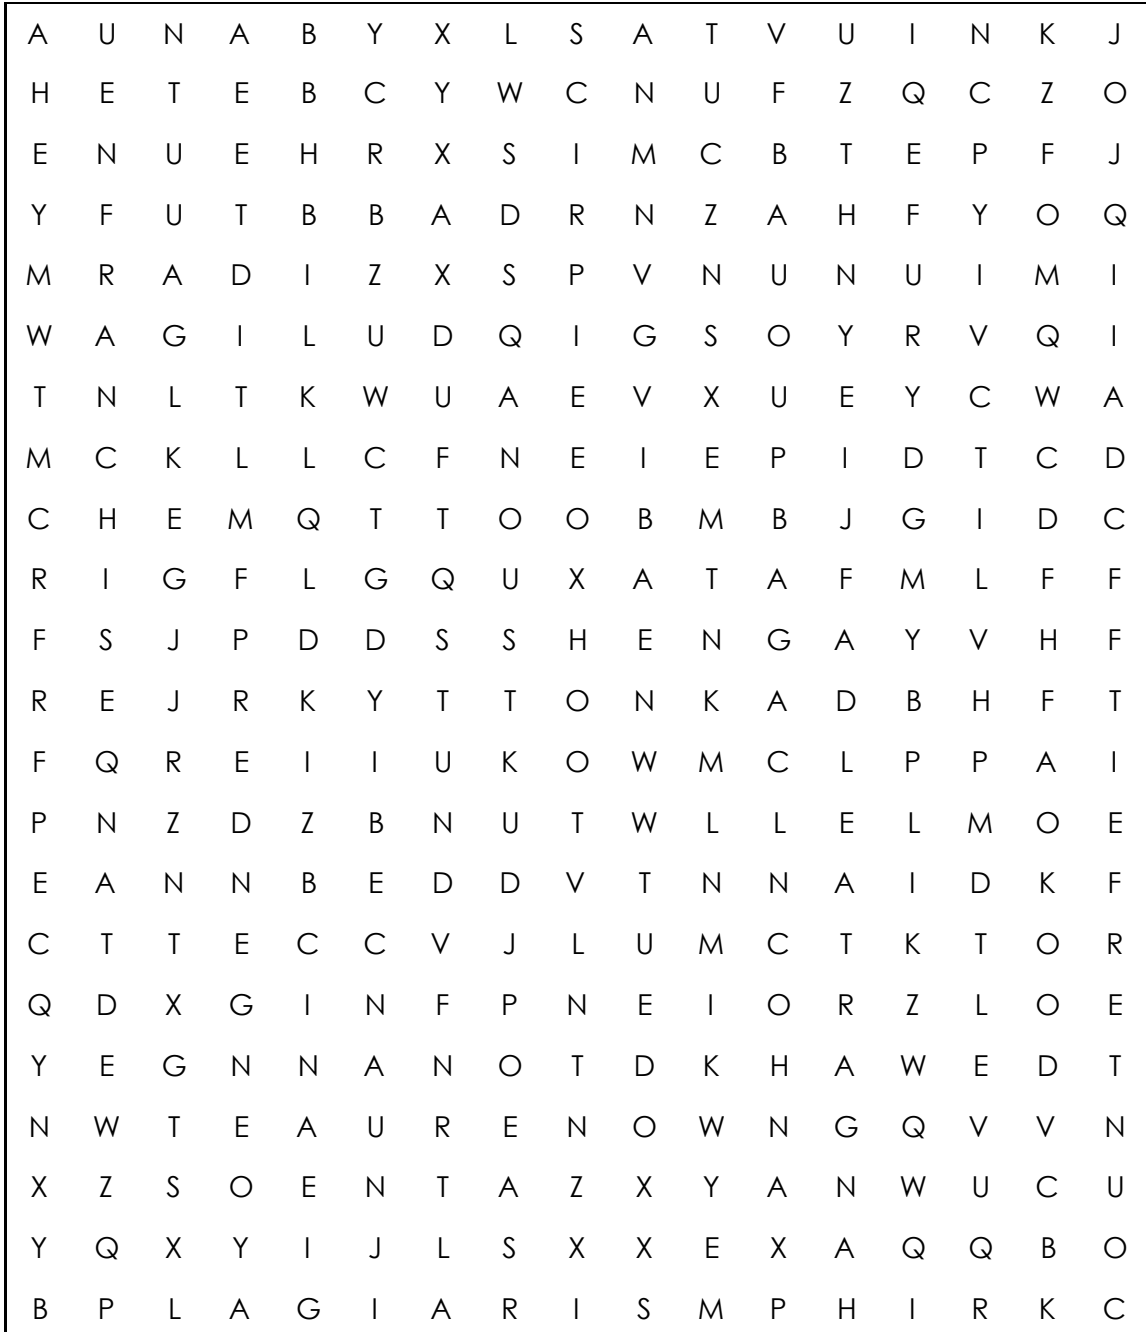 A U N A B Y X L S A T V U I N K J
H E T E B C Y W C N U F Z Q C Z O
E N U E H R X S I M C B T E P F J
Y F U T B B A D R N Z A H F Y O Q
M R A D I Z X S P V N U N U I M I
W A G I L U D Q I G S O Y R V Q I
T N L T K W U A E V X U E Y C W A
M C K L L C F N E I E P I D T C D
C H E M Q T T O O B M B J G I D C
R I G F L G Q U X A T A F M L F F
F S J P D D S S H E N G A Y V H F
R E J R K Y T T O N K A D B H F T
F Q R E I I U K O W M C L P P A I
P N Z D Z B N U T W L L E L M O E
E A N N B E D D V T N N A I D K F
C T T E C C V J L U M C T K T O R
Q D X G I N F P N E I O R Z L O E
Y E G N N A N O T D K H A W E D T
N W T E A U R E N O W N G Q V V N
X Z S O E N T A Z X Y A N W U C U
Y Q X Y I J L S X X E X A Q Q B O
B P L A G I A R I S M P H I R K C